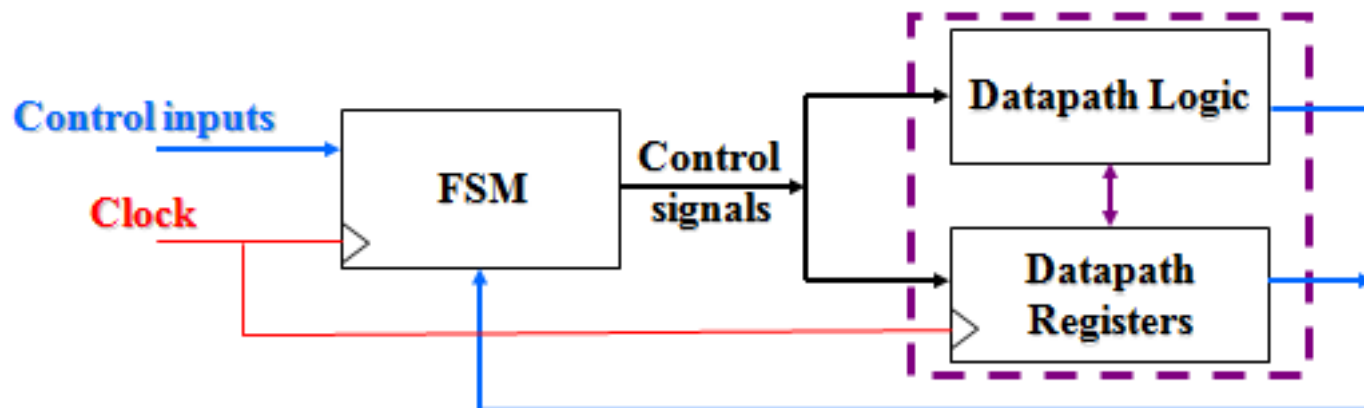 Control inputs
Clock
FSM
Control
signals
Datapath Logic
Datapath
Registers